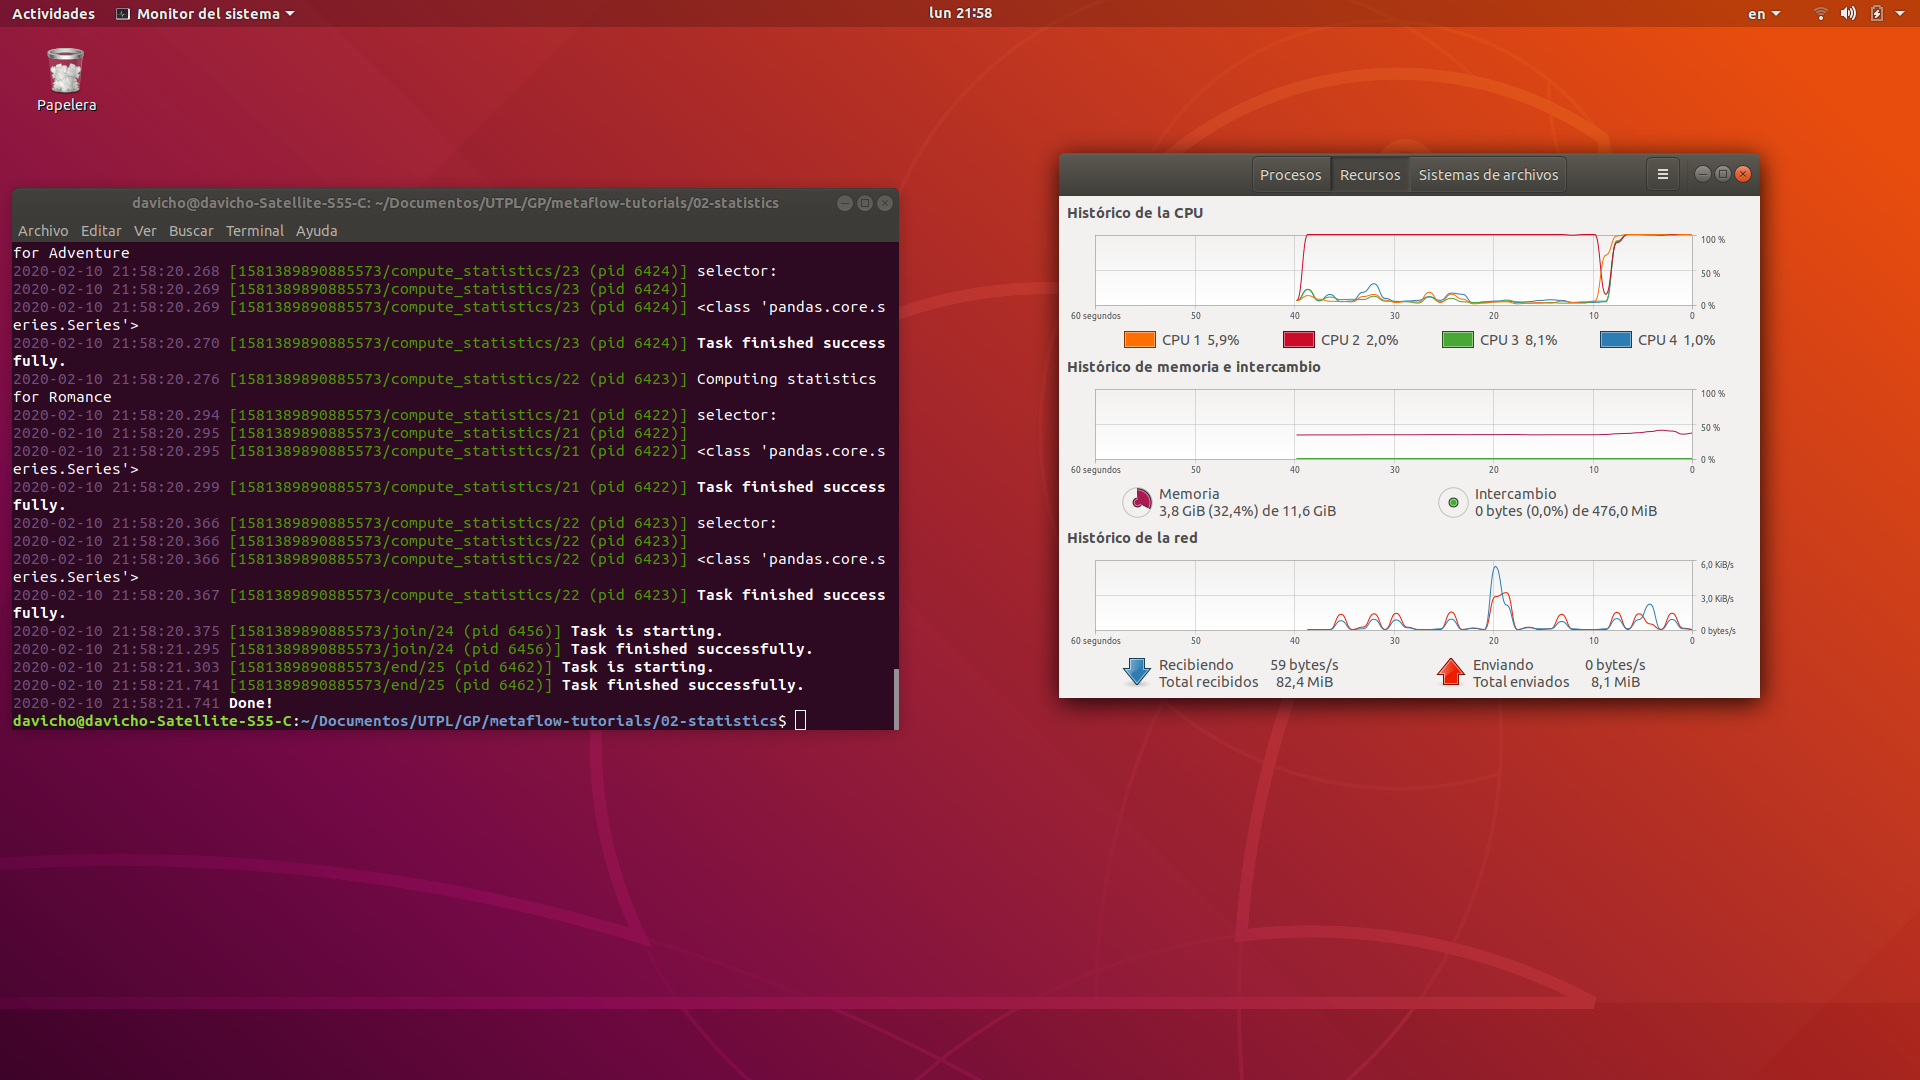 Actividades
Monitor del sistema
lun 21:58
en
Papelera
davicho@davicho-Satellite-S55-C: ~/Documentos/UTPL/GP/metaflow-tutorials/02-statistics
Archivo Editar Ver Buscar Terminal Ayuda
for Adventure
2020-02-10 21:58:20.268 [1581389890885573/compute_statistics/23 (pid 6424)] selector:
2020-02-10 21:58:20.269 [1581389890885573/compute_statistics/23 (pid 6424)]
2020-02-10 21:58:20.269 [1581389890885573/compute_statistics/23 (pid 6424)] <class 'pandas.core.s
eries.Series'>
2020-02-10 21:58:20.270 [1581389890885573/compute_statistics/23 (pid 6424)] Task finished success
fully.
2020-02-10 21:58:20.276 [1581389890885573/compute_statistics/22 (pid 6423)] Computing statistics
for Romance
2020-02-10 21:58:20.294 [1581389890885573/compute_statistics/21 (pid 6422)] selector:
2020-02-10 21:58:20.295 [1581389890885573/compute_statistics/21 (pid 6422)]
2020-02-10 21:58:20.295 [1581389890885573/compute_statistics/21 (pid 6422)] <class 'pandas.core.s
eries.Series'>
2020-02-10 21:58:20.299 [1581389890885573/compute_statistics/21 (pid 6422)] Task finished success
fully.
2020-02-10 21:58:20.366 [1581389890885573/compute_statistics/22 (pid 6423)] selector:
2020-02-10 21:58:20.366 [1581389890885573/compute_statistics/22 (pid 6423)]
2020-02-10 21:58:20.366 [1581389890885573/compute_statistics/22 (pid 6423)] <class 'pandas.core.s
eries.Series'>
2020-02-10 21:58:20.367 [1581389890885573/compute_statistics/22 (pid 6423)] Task finished success
fully.
2020-02-10 21:58:20.375 [1581389890885573/join/24 (pid 6456)] Task is starting.
2020-02-10 21:58:21.295 [1581389890885573/join/24 (pid 6456)] Task finished successfully.
2020-02-10 21:58:21.303 [1581389890885573/end/25 (pid 6462)] Task is starting.
2020-02-10 21:58:21.741 [1581389890885573/end/25 (pid 6462)] Task finished successfully.
2020-02-10 21:58:21.741 Done!
davicho@davicho-Satellite-S55-C:~/Documentos/UTPL/GP/metaflow-tutorials/02-statistics$
Procesos Recursos Sistemas de archivos
Histórico de la CPU
100 %
50 %
0 %
60 segundos 50 40 30 20 10 0
CPU 1 5,9% CPU 2 2,0% CPU 3 8,1% CPU 4 1,0%
Histórico de memoria e intercambio
100 %
50 %
0 %
60 segundos 50 40 30 20 10 0
Memoria
3,8 GiB (32,4%) de 11,6 GiB
Intercambio
0 bytes (0,0%) de 476,0 MiB
Histórico de la red
6,0 KiB/s
3,0 KiB/s
0 bytes/s
60 segundos 50 40 30 20 10 0
Recibiendo 59 bytes/s
Total recibidos 82,4 MiB
Enviando 0 bytes/s
Total enviados 8,1 MiB